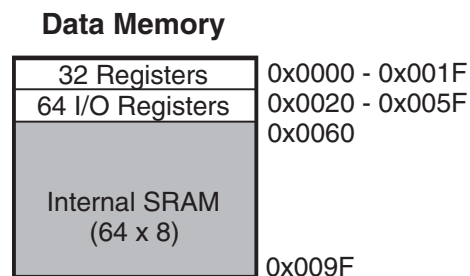 Data Memory
32 Registers 0x0000 - 0x001F
64 I/O Registers 0x0020 - 0x005F
0x0060
Internal SRAM
(64 x 8)
0x009F